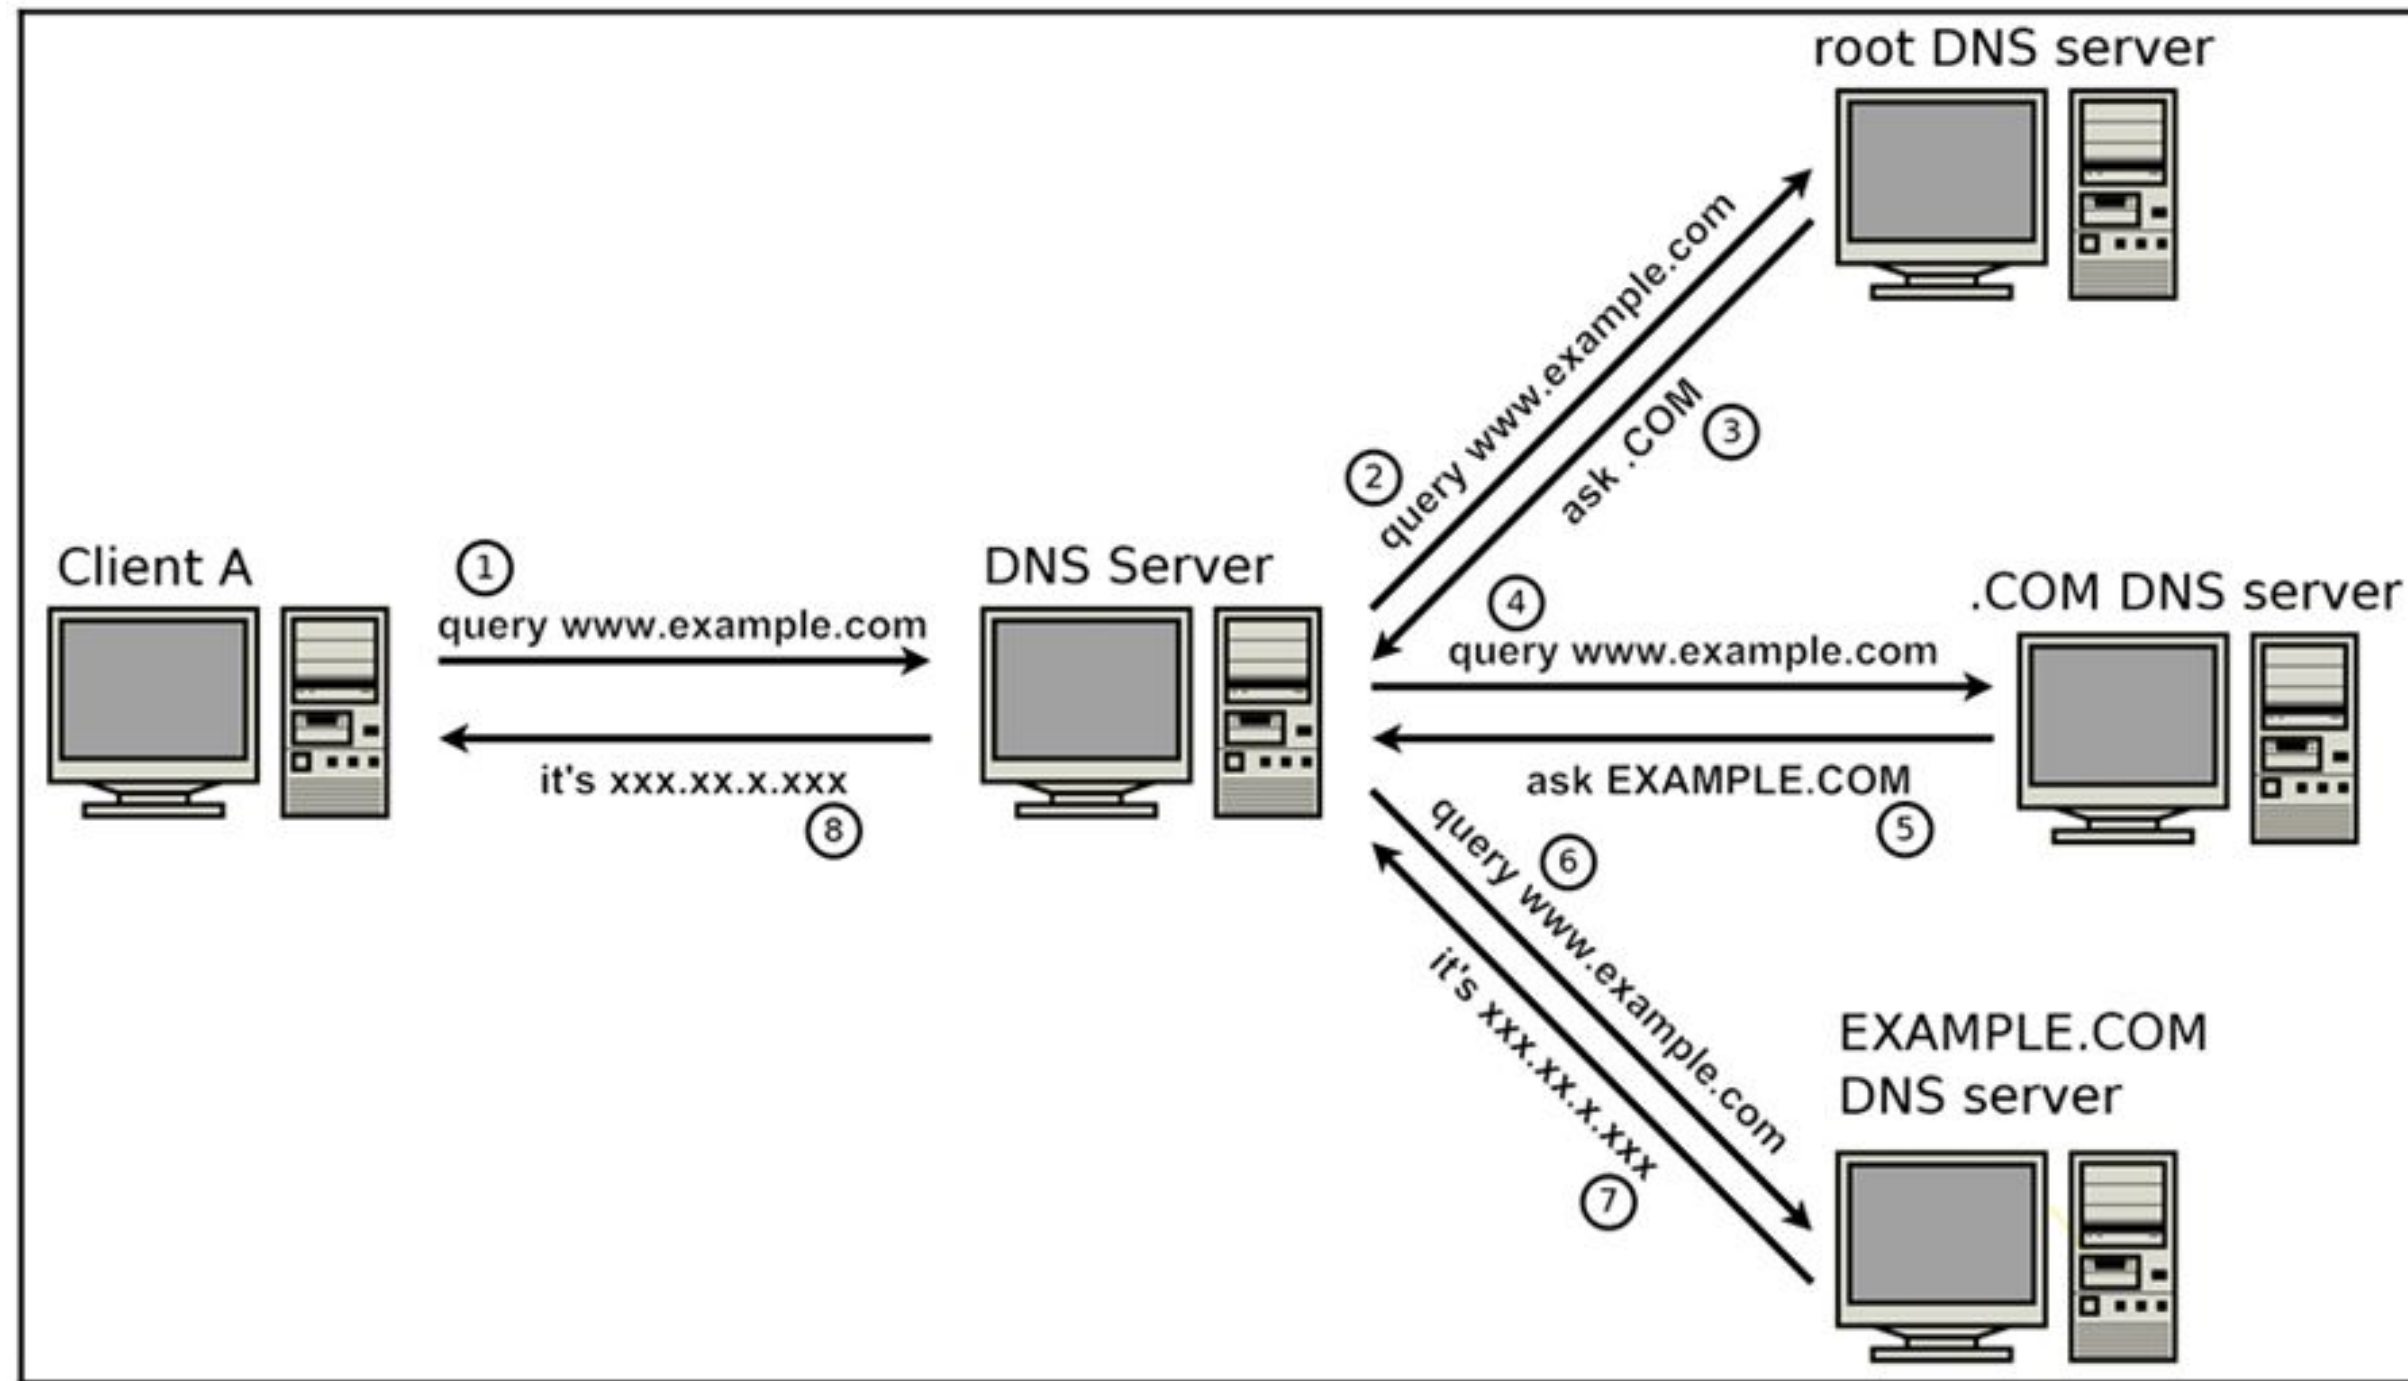 root DNS server
query www.example.com
2
ask .COM
3
Client A
1
query www.example.com
it's xxx.xx.x.xxx
8
DNS Server
4
query www.example.com
.COM DNS server
ask EXAMPLE.COM
5
6
query www.example.com
it's xxx.xx.x.xxx
7
EXAMPLE.COM
DNS server